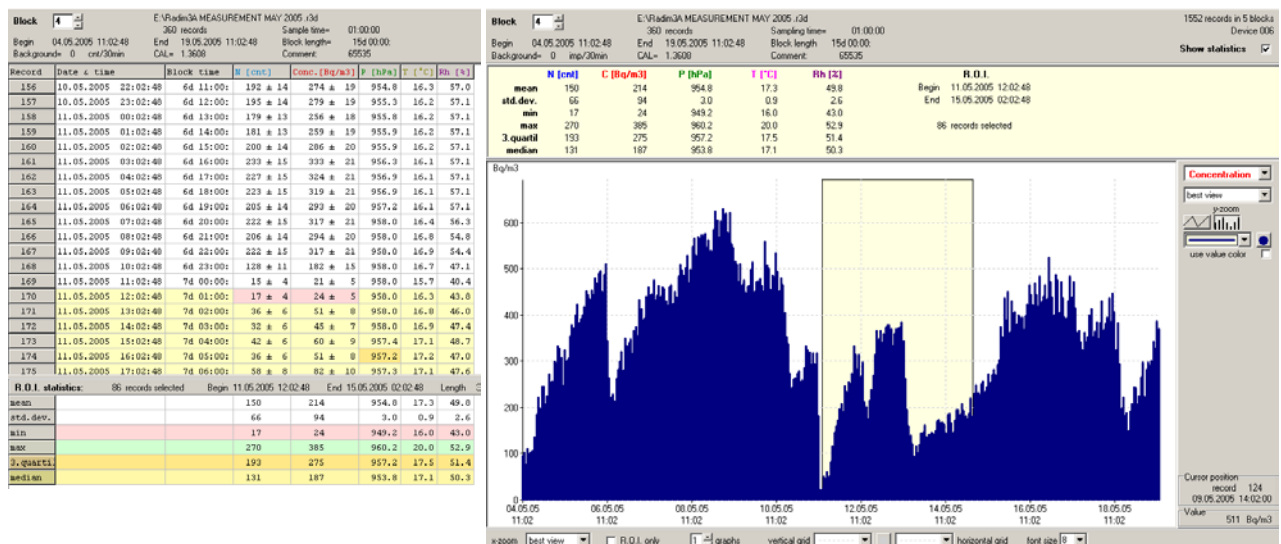 Block 4 E:\Radim3A MEASUREMENT MAY 2005 .r3d
360 records Sample time= 01:00:00
Begin 04.05.2005 11:02:48 End 19.05.2005 11:02:48 Block length= 15d 00:00:
Background= 0 cnt/30min CAL= 1.3608 Comment: 65535
Record Date & time Block time N [cnt] Conc.[Bq/m3] P [hPa] T [°C] Rh [%]
156 10.05.2005 22:02:48 6d 11:00: 192 ± 14 274 ± 19 954.8 16.3 57.0
157 10.05.2005 23:02:48 6d 12:00: 195 ± 14 279 ± 19 955.3 16.2 57.1
158 11.05.2005 00:02:48 6d 13:00: 179 ± 13 256 ± 18 955.8 16.2 57.1
159 11.05.2005 01:02:48 6d 14:00: 181 ± 13 259 ± 19 955.9 16.2 57.1
160 11.05.2005 02:02:48 6d 15:00: 200 ± 14 286 ± 20 955.9 16.2 57.1
161 11.05.2005 03:02:48 6d 16:00: 233 ± 15 333 ± 21 956.3 16.1 57.1
162 11.05.2005 04:02:48 6d 17:00: 227 ± 15 324 ± 21 956.9 16.1 57.1
163 11.05.2005 05:02:48 6d 18:00: 223 ± 15 319 ± 21 956.9 16.1 57.1
164 11.05.2005 06:02:48 6d 19:00: 205 ± 14 293 ± 20 957.2 16.1 57.1
165 11.05.2005 07:02:48 6d 20:00: 222 ± 15 317 ± 21 958.0 16.4 56.3
166 11.05.2005 08:02:48 6d 21:00: 206 ± 14 294 ± 20 958.0 16.8 54.8
167 11.05.2005 09:02:48 6d 22:00: 222 ± 15 317 ± 21 958.0 16.9 54.4
168 11.05.2005 10:02:48 6d 23:00: 128 ± 11 182 ± 15 958.0 16.7 47.1
169 11.05.2005 11:02:48 7d 00:00: 15 ± 4 21 ± 5 958.0 15.7 40.4
170 11.05.2005 12:02:48 7d 01:00: 17 ± 4 24 ± 5 958.0 16.3 43.8
171 11.05.2005 13:02:48 7d 02:00: 36 ± 6 51 ± 8 958.0 16.8 46.0
172 11.05.2005 14:02:48 7d 03:00: 32 ± 6 45 ± 7 958.0 16.9 47.4
173 11.05.2005 15:02:48 7d 04:00: 42 ± 6 60 ± 9 957.4 17.1 48.7
174 11.05.2005 16:02:48 7d 05:00: 36 ± 6 51 ± 8 957.2 17.2 47.0
175 11.05.2005 17:02:48 7d 06:00: 58 ± 8 82 ± 10 957.3 17.1 47.6
R.O.I. statistics: 86 records selected Begin 11.05.2005 12:02:48 End 15.05.2005 02:02:48 Length
mean 150 214 954.8 17.3 49.8
std.dev. 66 94 3.0 0.9 2.6
min 17 24 949.2 16.0 43.0
max 270 385 960.2 20.0 52.9
3.quartil 193 275 957.2 17.5 51.4
median 131 187 953.8 17.1 50.3
Block 4 E:\Radim3A MEASUREMENT MAY 2005 .r3d 1552 records in 5 blocks
360 records Sampling time= 01:00:00 Device 006
Begin 04.05.2005 11:02:48 End 19.05.2005 11:02:48 Block length 15d 00:00:
Background= 0 imp/30min CAL= 1.3608 Comment: 65535 Show statistics
N [cnt] C [Bq/m3] P [hPa] T [°C] Rh [%] R.O.I.
mean 150 214 954.8 17.3 49.8 Begin 11.05.2005 12:02:48
std.dev. 66 94 3.0 0.9 2.6 End 15.05.2005 02:02:48
min 17 24 949.2 16.0 43.0
max 270 385 960.2 20.0 52.9 86 records selected
3.quartil 193 275 957.2 17.5 51.4
median 131 187 953.8 17.1 50.3
Bq/m3
600
500
400
300
200
100
0
04.05.05 06.05.05 08.05.05 10.05.05 12.05.05 14.05.05 16.05.05 18.05.05
11:02 11:02 11:02 11:02 11:02 11:02 11:02 11:02
Concentration
best view
y-zoom
use value color
Cursor position
record 124
09.05.2005 14:02:00
Value
511 Bq/m3
x-zoom best view R.O.I. only 1 graphs vertical grid horizontal grid font size 8